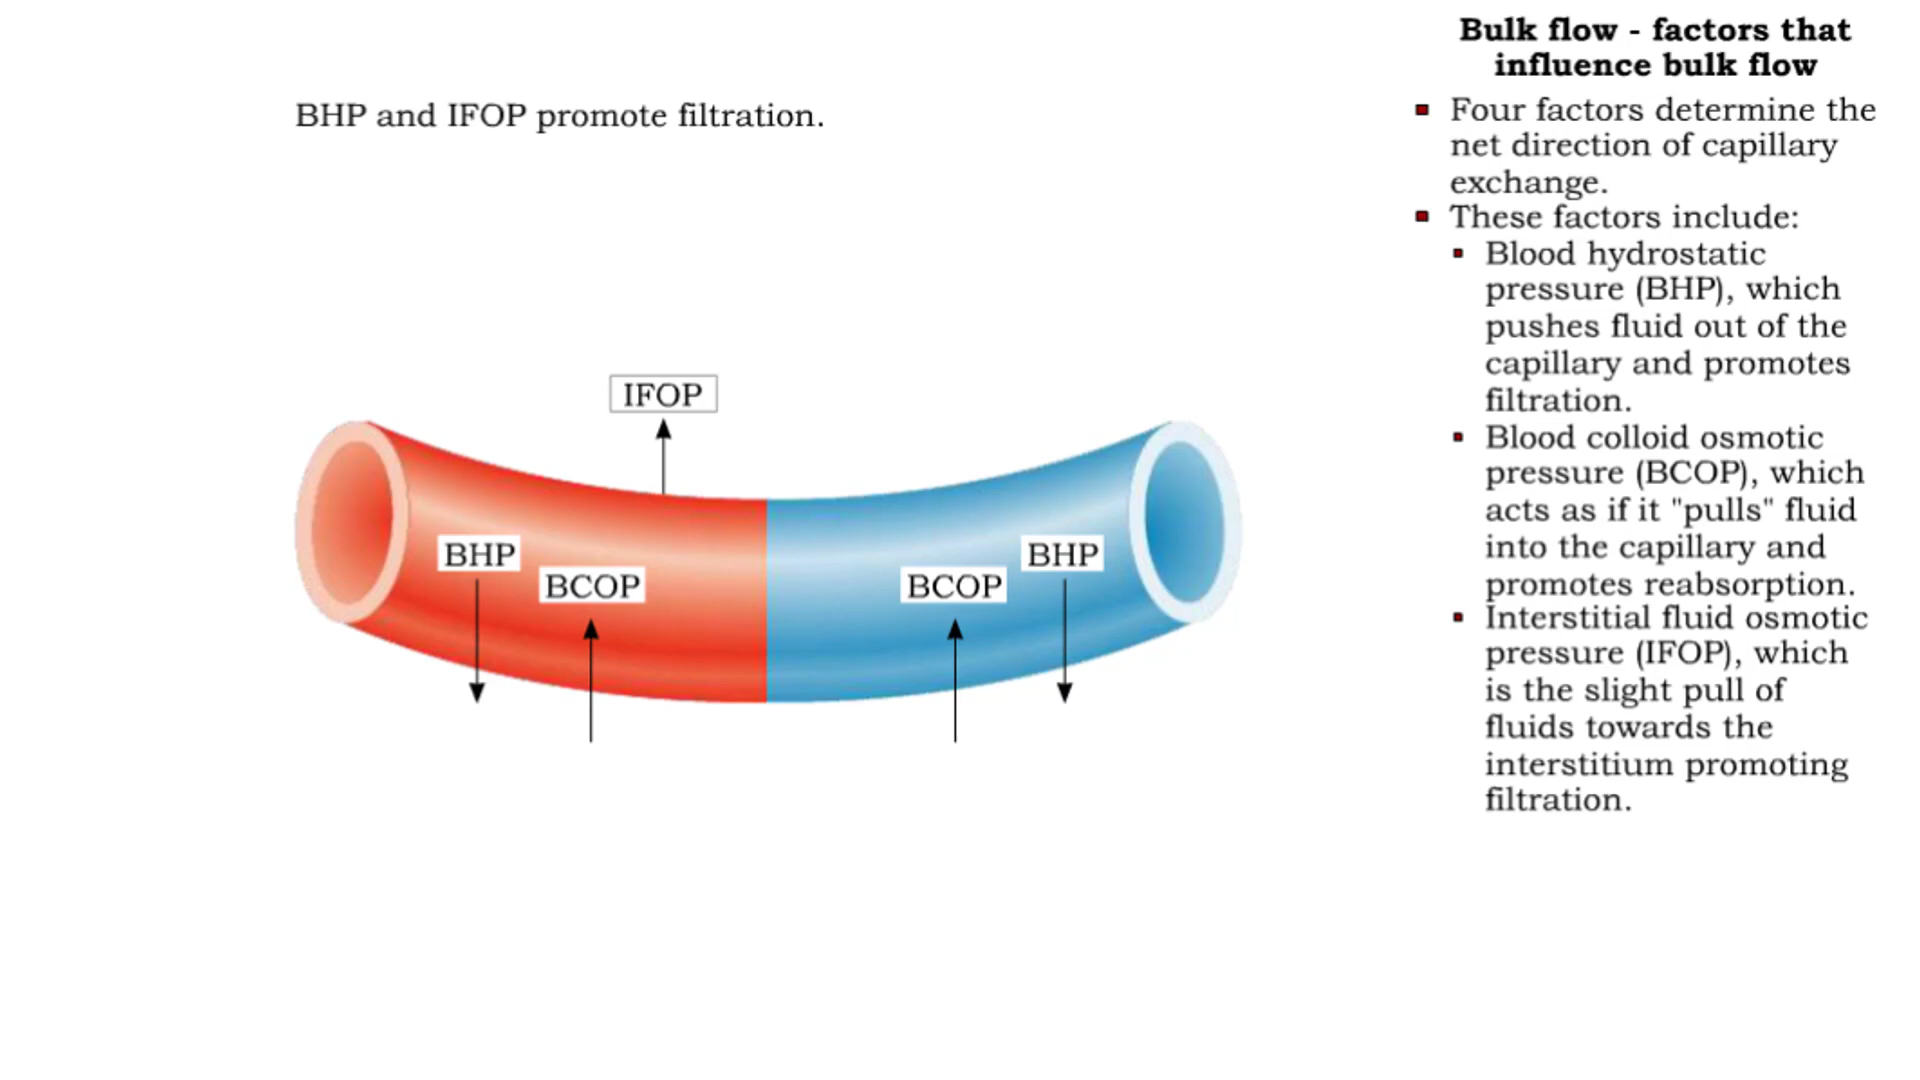 BHP and IFOP promote filtration.
IFOP
BHP
BCOP
BCOP
BHP
Bulk flow - factors that
influence bulk flow
Four factors determine the
net direction of capillary
exchange.
These factors include:
Blood hydrostatic
pressure (BHP), which
pushes fluid out of the
capillary and promotes
filtration.
Blood colloid osmotic
pressure (BCOP), which
acts as if it "pulls" fluid
into the capillary and
promotes reabsorption.
Interstitial fluid osmotic
pressure (IFOP), which
is the slight pull of
fluids towards the
interstitium promoting
filtration.